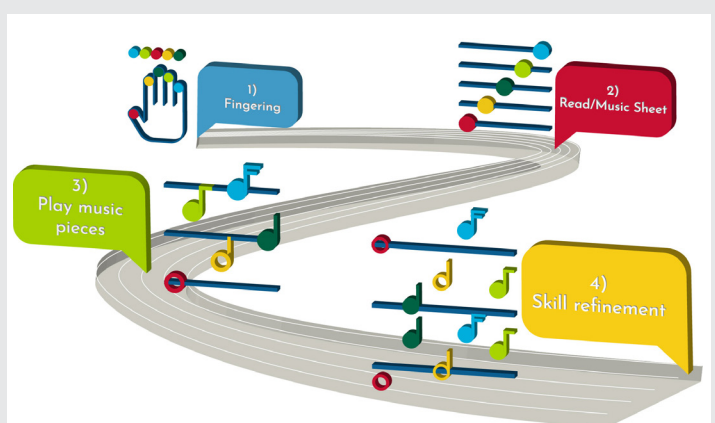 1)
Fingering
2)
Read/Music Sheet
3)
Play music
pieces
4)
Skill refinement